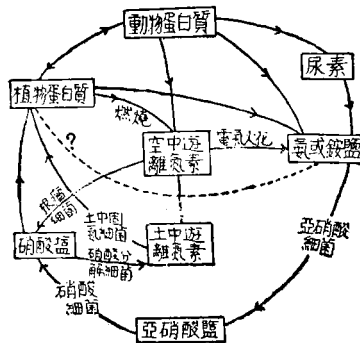 動物蛋白質
尿素
植物蛋白質
燃燒
?
空中遊
離氮素
電氣火花
氨或銨鹽
根瘤
細菌
土中固
氮細菌
土中遊
離氮素
硝酸鹽
硝酸分
解細菌
亞硝酸
細菌
硝酸
細菌
亞硝酸鹽